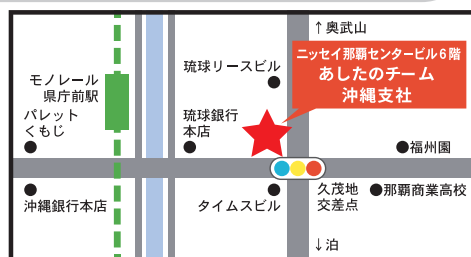 ↑奥武山
ニッセイ那覇センタービル6階
あしたのチーム
沖縄支社
琉球リースビル
モノレール
県庁前駅
パレット
くもじ
琉球銀行
本店
福州園
沖縄銀行本店
タイムスビル
久茂地
交差点
那覇商業高校
↓泊